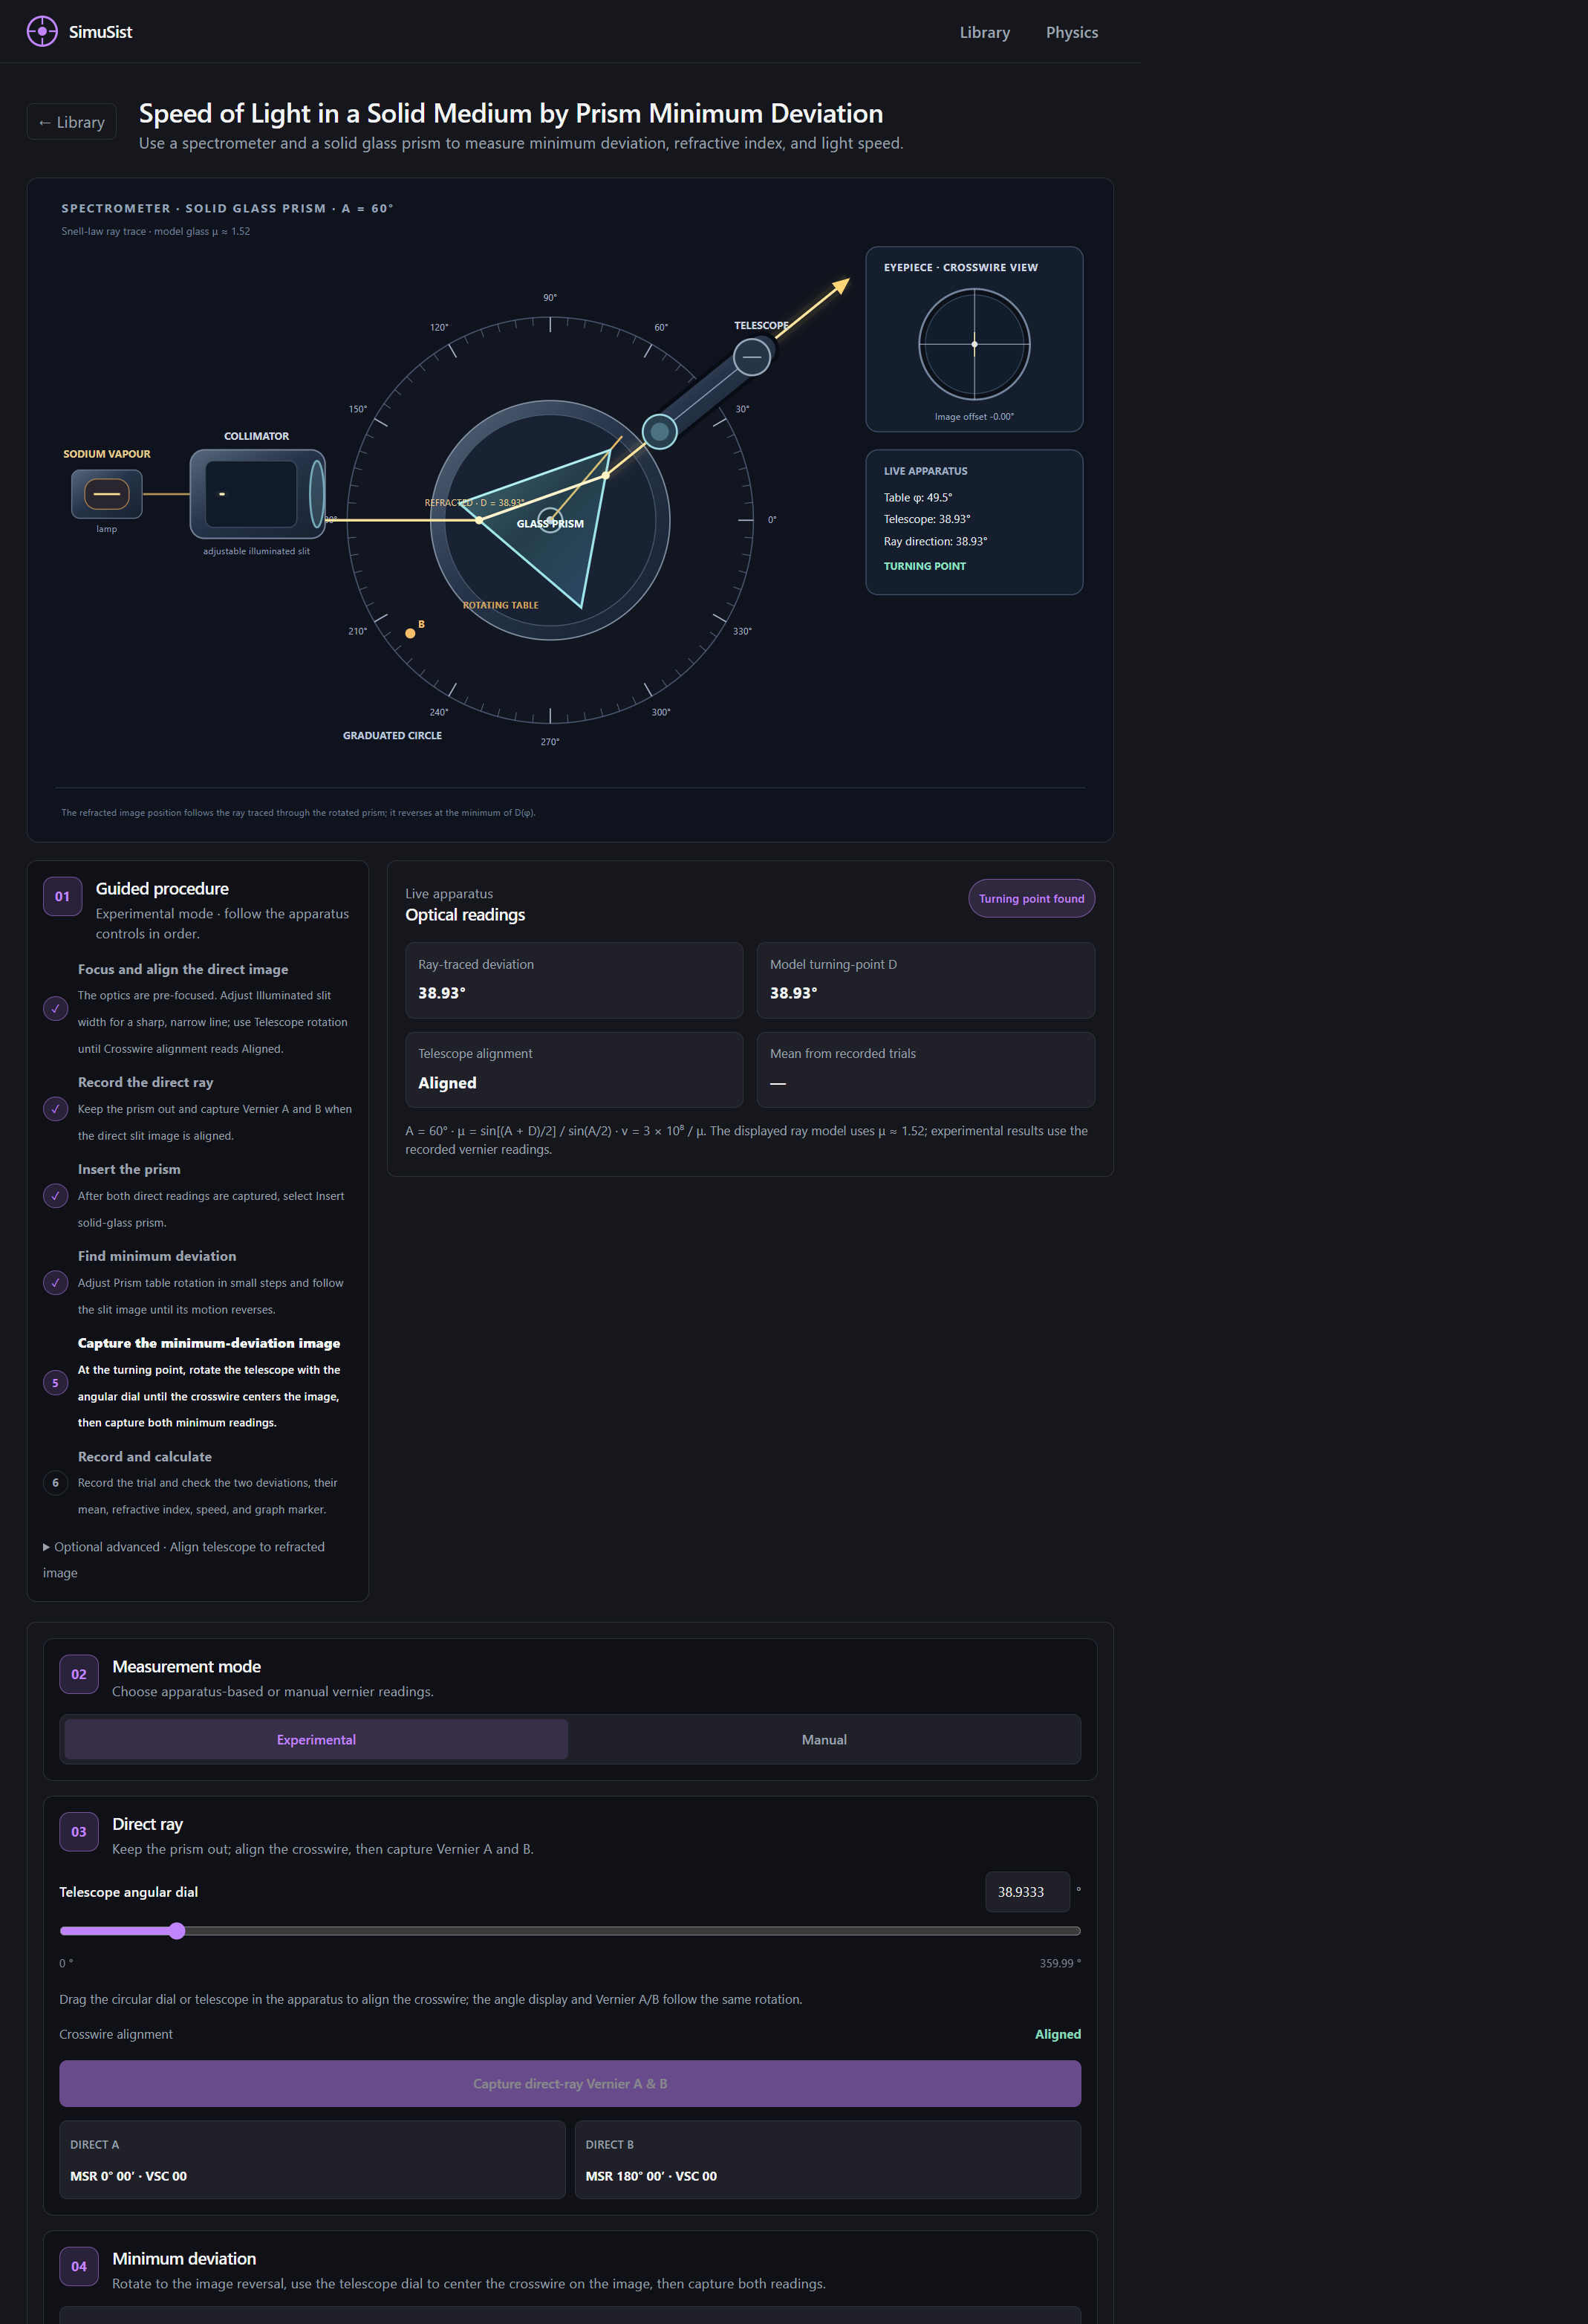 SimuSist
Library
Physics
← Library
Speed of Light in a Solid Medium by Prism Minimum Deviation
Use a spectrometer and a solid glass prism to measure minimum deviation, refractive index, and light speed.
SPECTROMETER · SOLID GLASS PRISM · A = 60°
Snell-law ray trace · model glass μ ≈ 1.52
EYEPIECE · CROSSWIRE VIEW
Image offset -0.00°
LIVE APPARATUS
Table φ: 49.5°
Telescope: 38.93°
Ray direction: 38.93°
TURNING POINT
90°
120°
60°
TELESCOPE
150°
30°
COLLIMATOR
SODIUM VAPOUR
lamp
adjustable illuminated slit
REFRACTED · D = 38.93°
GLASS PRISM
0°
ROTATING TABLE
B
210°
330°
240°
300°
GRADUATED CIRCLE
270°
The refracted image position follows the ray traced through the rotated prism; it reverses at the minimum of D(φ).
01
Guided procedure
Experimental mode · follow the apparatus
controls in order.
Focus and align the direct image
✓
The optics are pre-focused. Adjust Illuminated slit
width for a sharp, narrow line; use Telescope rotation
until Crosswire alignment reads Aligned.
Record the direct ray
✓
Keep the prism out and capture Vernier A and B when
the direct slit image is aligned.
Insert the prism
✓
After both direct readings are captured, select Insert
solid-glass prism.
Find minimum deviation
✓
Adjust Prism table rotation in small steps and follow
the slit image until its motion reverses.
Capture the minimum-deviation image
5
At the turning point, rotate the telescope with the
angular dial until the crosswire centers the image,
then capture both minimum readings.
Record and calculate
6
Record the trial and check the two deviations, their
mean, refractive index, speed, and graph marker.
▶ Optional advanced · Align telescope to refracted
image
Live apparatus
Optical readings
Turning point found
Ray-traced deviation
38.93°
Model turning-point D
38.93°
Telescope alignment
Aligned
Mean from recorded trials
—
A = 60° · μ = sin[(A + D)/2] / sin(A/2) · v = 3 × 10⁸ / μ. The displayed ray model uses μ ≈ 1.52; experimental results use the
recorded vernier readings.
02
Measurement mode
Choose apparatus-based or manual vernier readings.
Experimental
Manual
03
Direct ray
Keep the prism out; align the crosswire, then capture Vernier A and B.
Telescope angular dial
38.9333 °
0 °
359.99 °
Drag the circular dial or telescope in the apparatus to align the crosswire; the angle display and Vernier A/B follow the same rotation.
Crosswire alignment
Aligned
Capture direct-ray Vernier A & B
DIRECT A
MSR 0° 00′ · VSC 00
DIRECT B
MSR 180° 00′ · VSC 00
04
Minimum deviation
Rotate to the image reversal, use the telescope dial to center the crosswire on the image, then capture both readings.